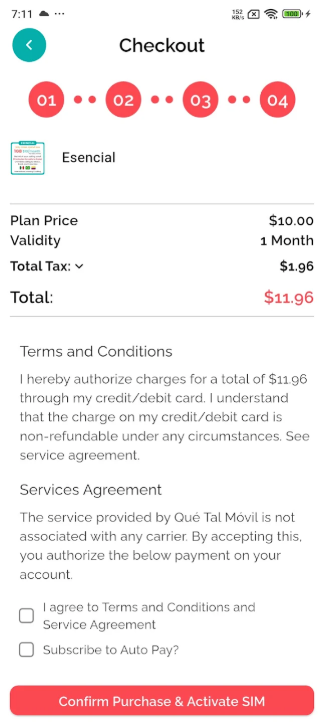 7:11
152 KB/s
Checkout
01 02 03 04
Esencial
Plan Price $10.00
Validity 1 Month
Total Tax: $1.96
Total: $11.96
Terms and Conditions
I hereby authorize charges for a total of $11.96
through my credit/debit card. I understand
that the charge on my credit/debit card is
non-refundable under any circumstances. See
service agreement.
Services Agreement
The service provided by Qué Tal Móvil is not
associated with any carrier. By accepting this,
you authorize the below payment on your
account.
I agree to Terms and Conditions and
Service Agreement
Subscribe to Auto Pay?
Confirm Purchase & Activate SIM